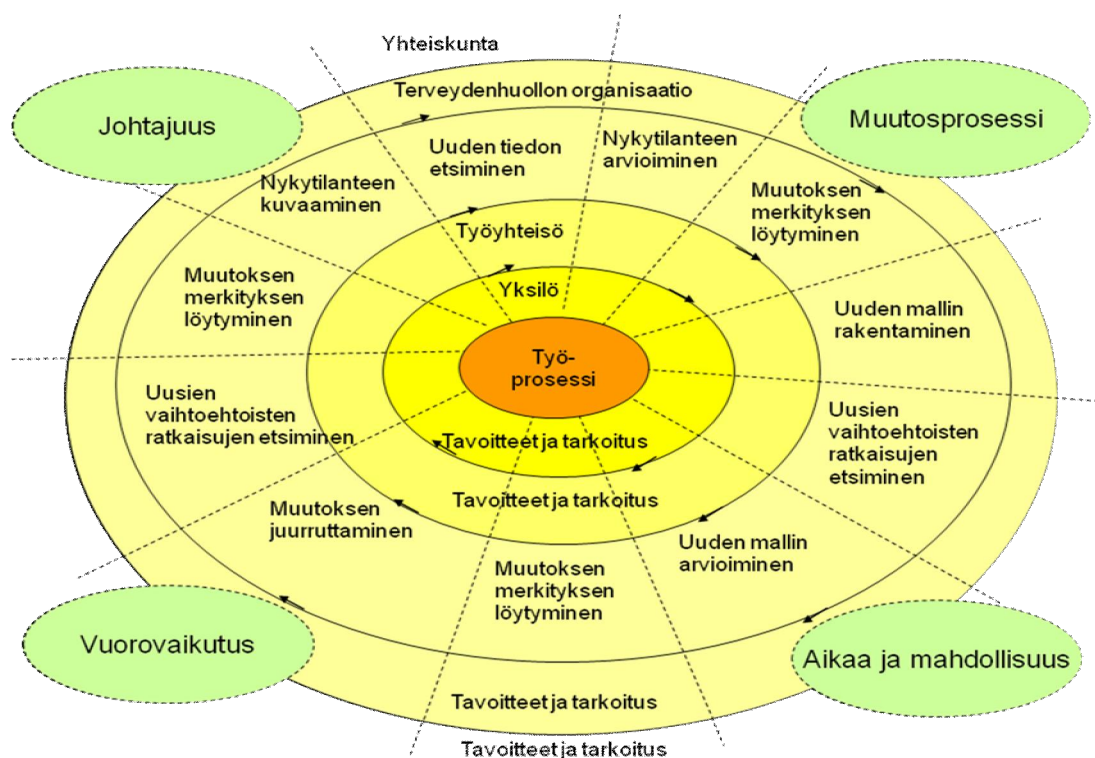 Yhteiskunta
Terveydenhuollon organisaatio
Johtajuus
Muutosprosessi
Uuden tiedon
etsiminen
Nykytilanteen
arvioiminen
Nykytilanteen
kuvaaminen
Muutoksen
merkityksen
löytyminen
Työyhteisö
Muutoksen
merkityksen
löytyminen
Yksilö
Uuden mallin
rakentaminen
Työ-
prosessi
Uusien
vaihtoehtoisten
ratkaisujen etsiminen
Uusien
vaihtoehtoisten
ratkaisujen
etsiminen
Tavoitteet ja tarkoitus
Tavoitteet ja tarkoitus
Muutoksen
juurruttaminen
Uuden mallin
arvioiminen
Muutoksen
merkityksen
löytyminen
Vuorovaikutus
Aikaa ja mahdollisuus
Tavoitteet ja tarkoitus
Tavoitteet ja tarkoitus